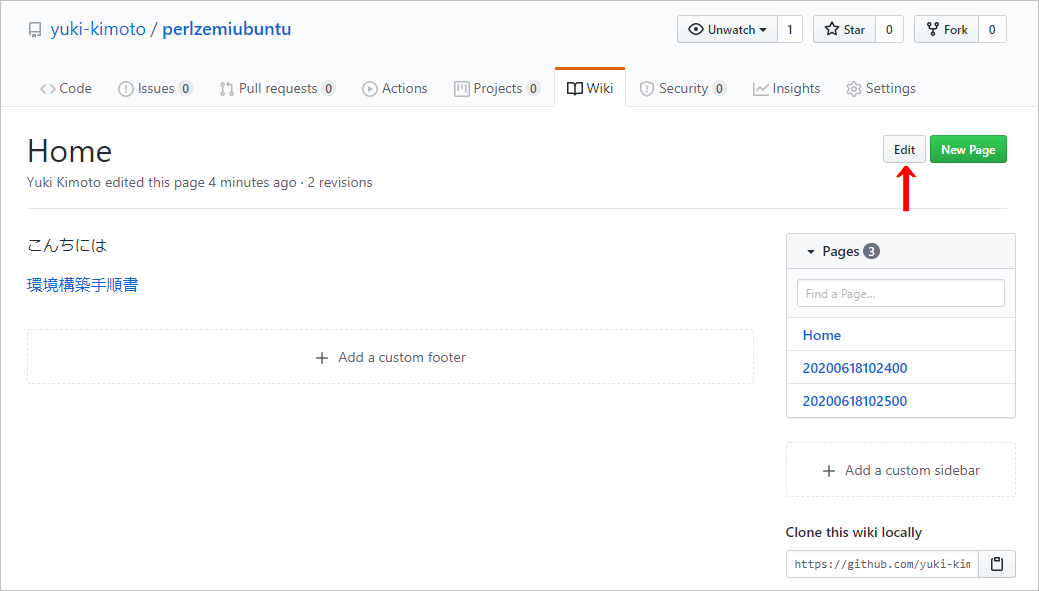 yuki-kimoto / perlzemiubuntu
Unwatch 1 Star 0 Fork 0
Code Issues 0 Pull requests 0 Actions Projects 0 Wiki Security 0 Insights Settings
Home
Edit New Page
Yuki Kimoto edited this page 4 minutes ago · 2 revisions
こんちには
環境構築手順書
+ Add a custom footer
Pages 3
Find a Page...
Home
20200618102400
20200618102500
+ Add a custom sidebar
Clone this wiki locally
https://github.com/yuki-kim